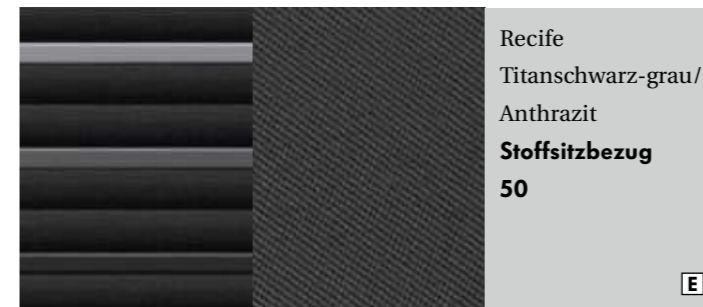 Recife
Titanschwarz-grau/
Anthrazit
Stoffsitzbezug
50
E